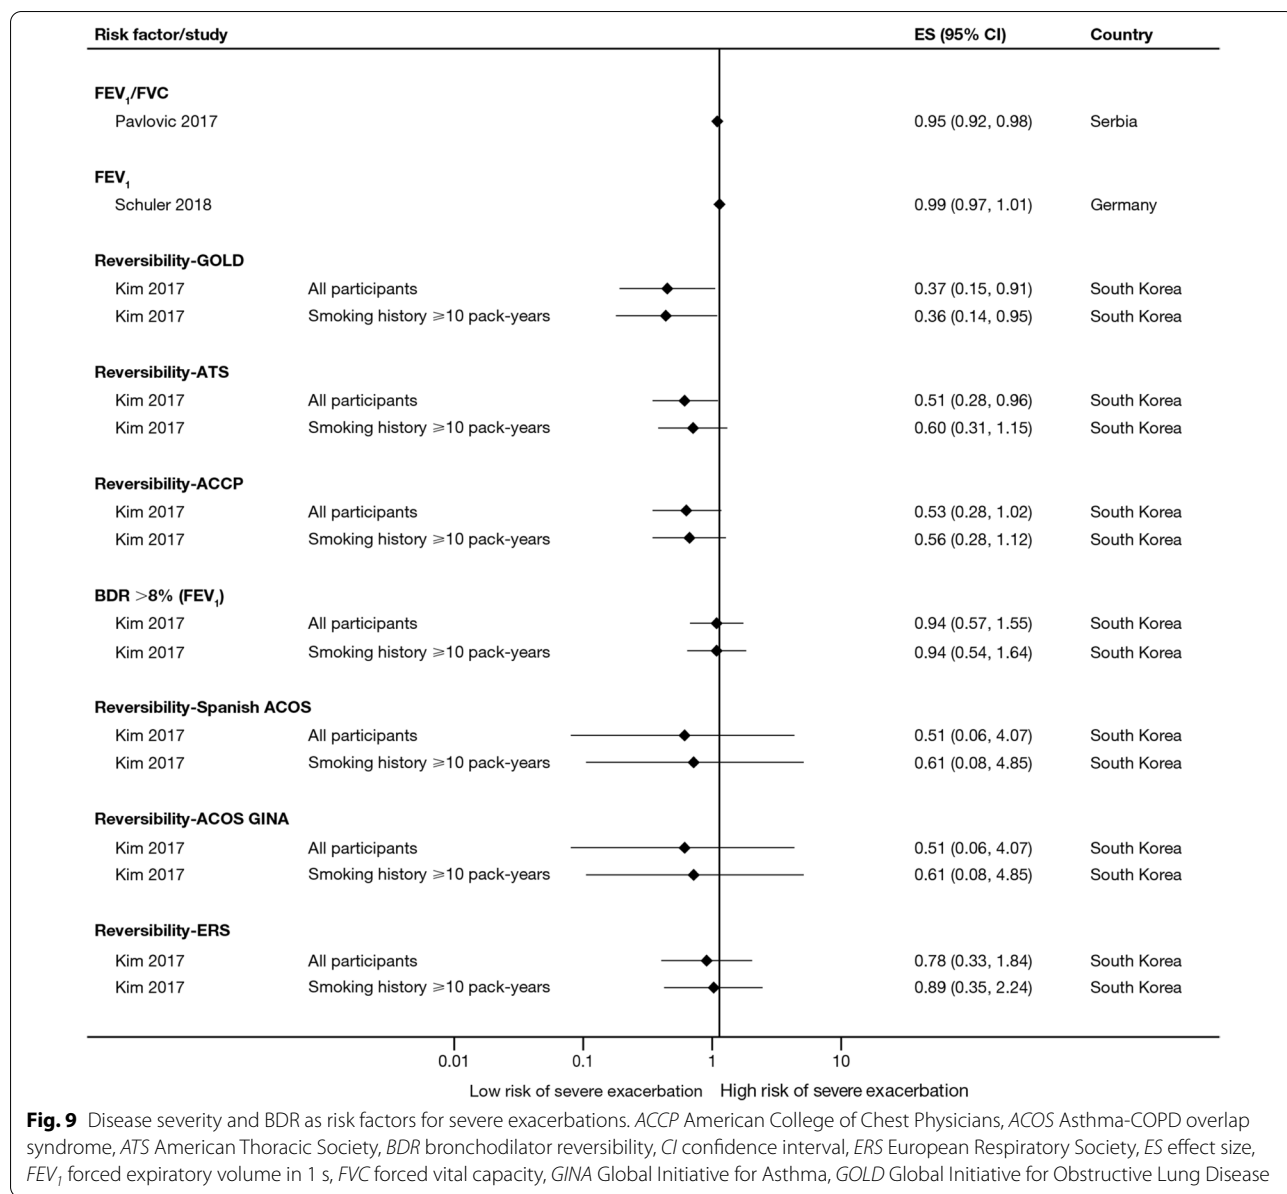 Risk factor/study ES (95% CI) Country
FEV1/FVC
Pavlovic 2017 0.95 (0.92, 0.98) Serbia
FEV1
Schuler 2018 0.99 (0.97, 1.01) Germany
Reversibility-GOLD
Kim 2017 All participants 0.37 (0.15, 0.91) South Korea
Kim 2017 Smoking history ⩾10 pack-years 0.36 (0.14, 0.95) South Korea
Reversibility-ATS
Kim 2017 All participants 0.51 (0.28, 0.96) South Korea
Kim 2017 Smoking history ⩾10 pack-years 0.60 (0.31, 1.15) South Korea
Reversibility-ACCP
Kim 2017 All participants 0.53 (0.28, 1.02) South Korea
Kim 2017 Smoking history ⩾10 pack-years 0.56 (0.28, 1.12) South Korea
BDR >8% (FEV1)
Kim 2017 All participants 0.94 (0.57, 1.55) South Korea
Kim 2017 Smoking history ⩾10 pack-years 0.94 (0.54, 1.64) South Korea
Reversibility-Spanish ACOS
Kim 2017 All participants 0.51 (0.06, 4.07) South Korea
Kim 2017 Smoking history ⩾10 pack-years 0.61 (0.08, 4.85) South Korea
Reversibility-ACOS GINA
Kim 2017 All participants 0.51 (0.06, 4.07) South Korea
Kim 2017 Smoking history ⩾10 pack-years 0.61 (0.08, 4.85) South Korea
Reversibility-ERS
Kim 2017 All participants 0.78 (0.33, 1.84) South Korea
Kim 2017 Smoking history ⩾10 pack-years 0.89 (0.35, 2.24) South Korea
0.01 0.1 1 10
Low risk of severe exacerbation High risk of severe exacerbation
Fig. 9 Disease severity and BDR as risk factors for severe exacerbations. ACCP American College of Chest Physicians, ACOS Asthma-COPD overlap
syndrome, ATS American Thoracic Society, BDR bronchodilator reversibility, CI confidence interval, ERS European Respiratory Society, ES effect size,
FEV1 forced expiratory volume in 1 s, FVC forced vital capacity, GINA Global Initiative for Asthma, GOLD Global Initiative for Obstructive Lung Disease